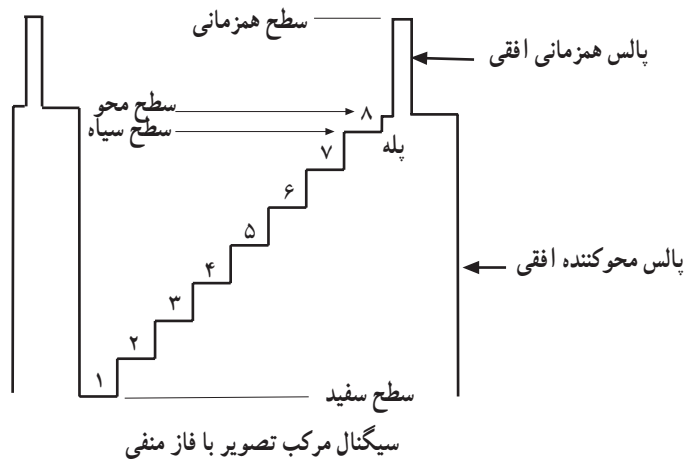 سطح همزمانی
پالس همزمانی افقی
سطح محو
سطح سیاه
۸
پله
۷
۶
۵
پالس محوکننده افقی
۴
۳
۲
۱
سطح سفید
سیگنال مرکب تصویر با فاز منفی